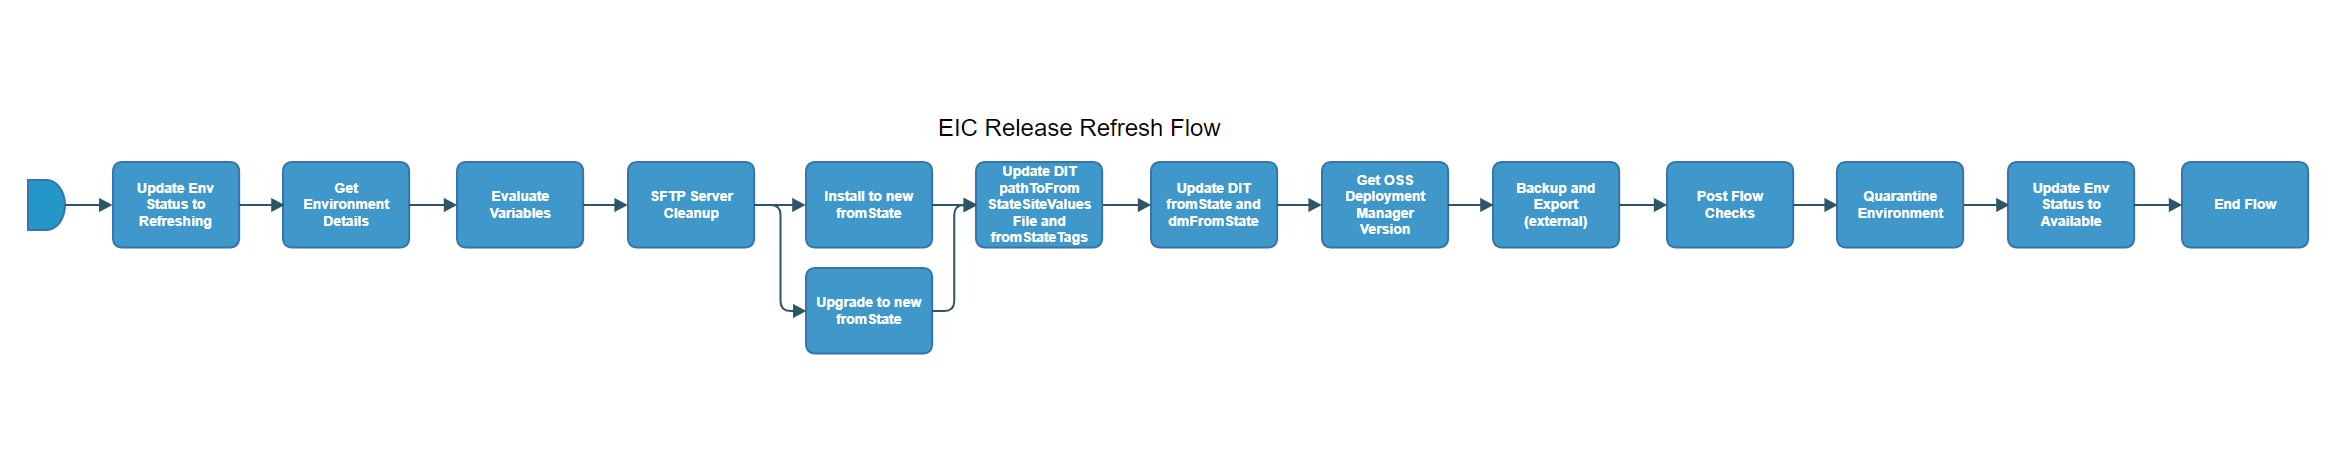 EIC Release Refresh Flow
Update Env
Status to
Refreshing
Get
Environment
Details
Evaluate
Variables
SFTP Server
Cleanup
Install to new
fromState
Upgrade to new
fromState
Update DIT
pathToFrom
StateSiteValues
File and
fromStateTags
Update DIT
fromState and
dmFromState
Get OSS
Deployment
Manager
Version
Backup and
Export
(external)
Post Flow
Checks
Quarantine
Environment
Update Env
Status to
Available
End Flow